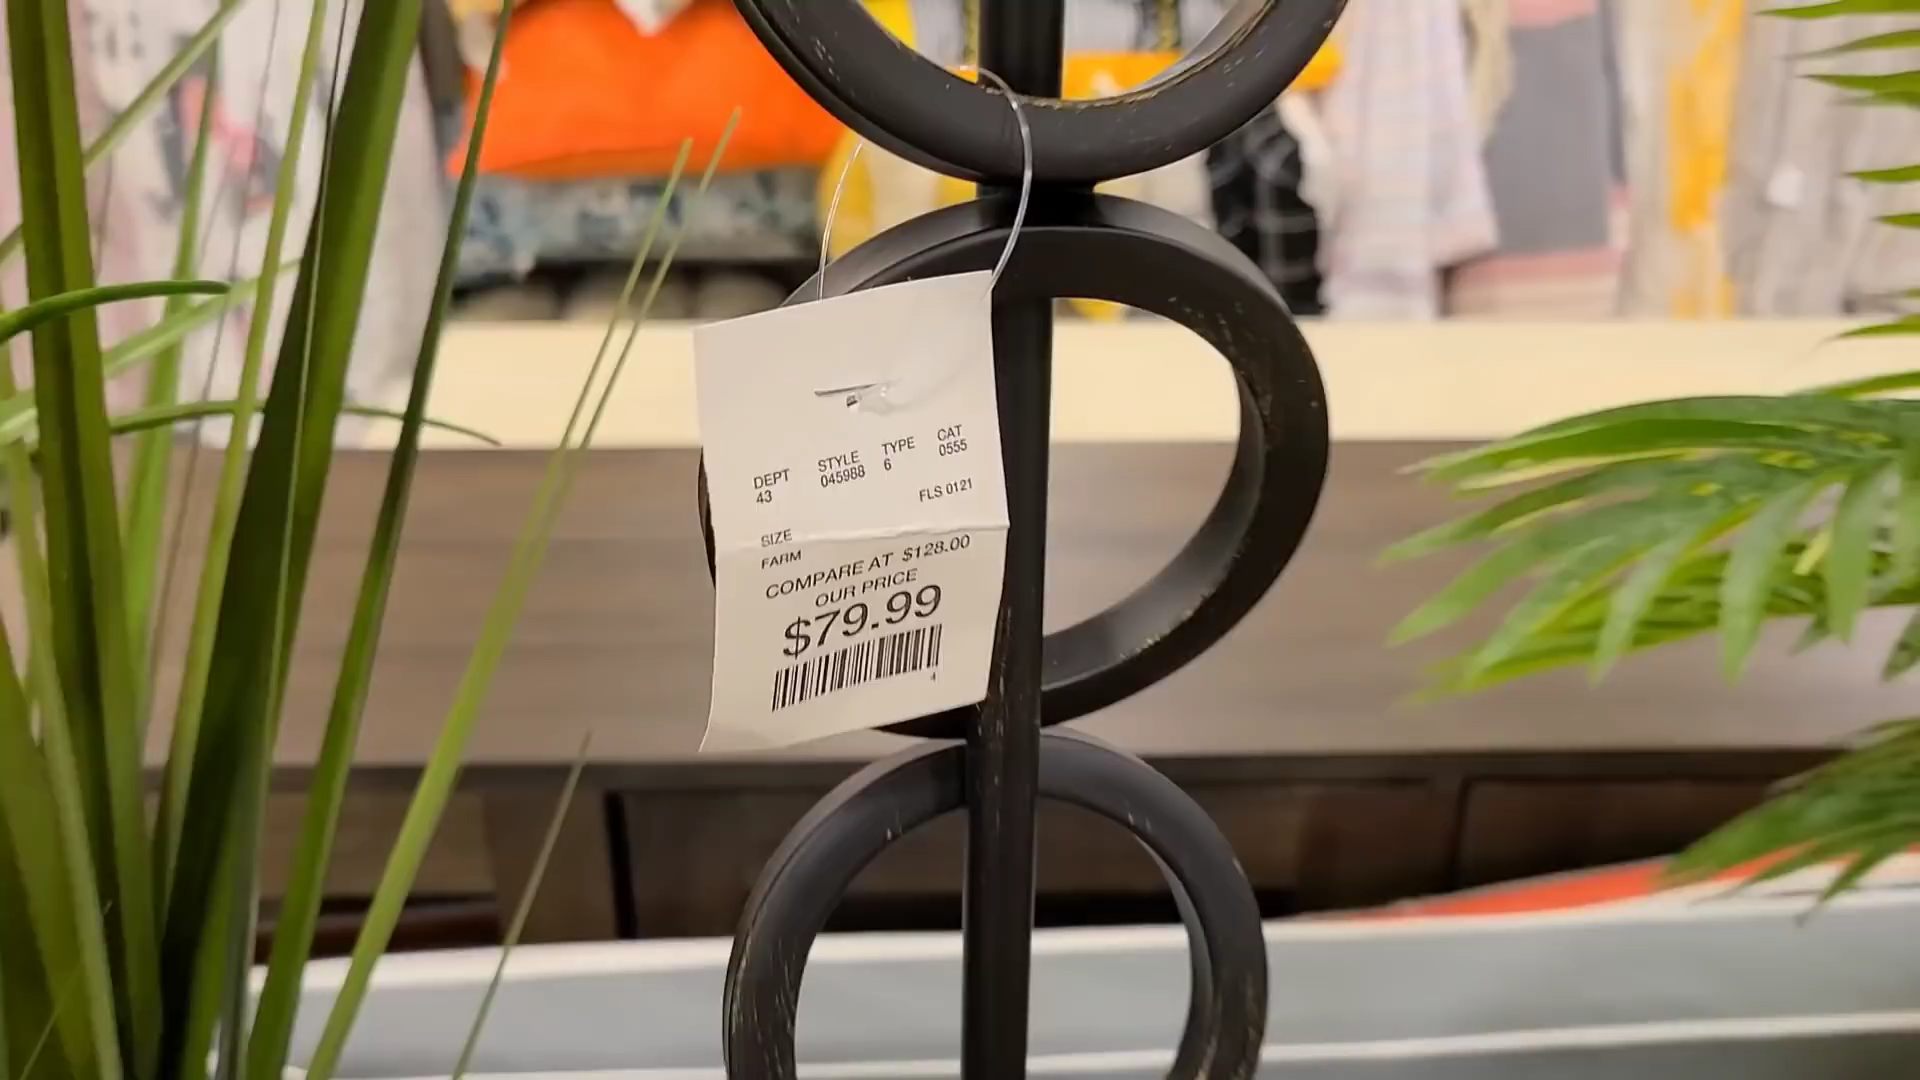 DEPT STYLE TYPE CAT
43 045988 6 0555
FLS 0121
SIZE
FARM
COMPARE AT $128.00
OUR PRICE
$79.99
4